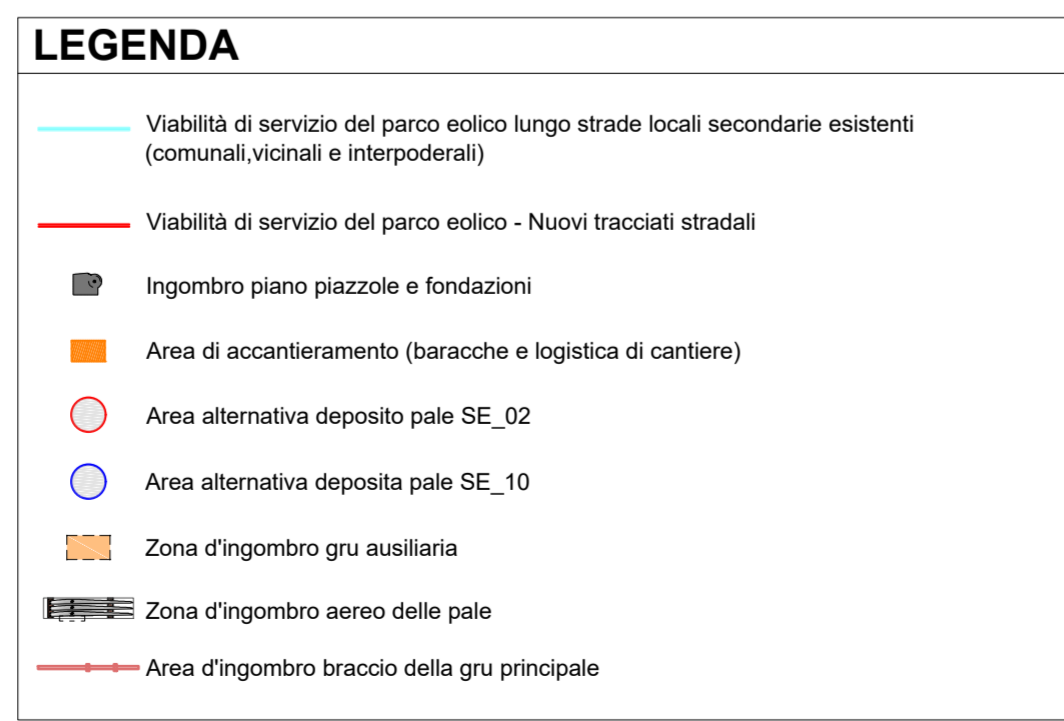 LEGENDA
Viabilità di servizio del parco eolico lungo strade locali secondarie esistenti
(comunali,vicinali e interpoderali)
Viabilità di servizio del parco eolico - Nuovi tracciati stradali
Ingombro piano piazzole e fondazioni
Area di accantieramento (baracche e logistica di cantiere)
Area alternativa deposito pale SE_02
Area alternativa deposita pale SE_10
Zona d'ingombro gru ausiliaria
Zona d'ingombro aereo delle pale
Area d'ingombro braccio della gru principale